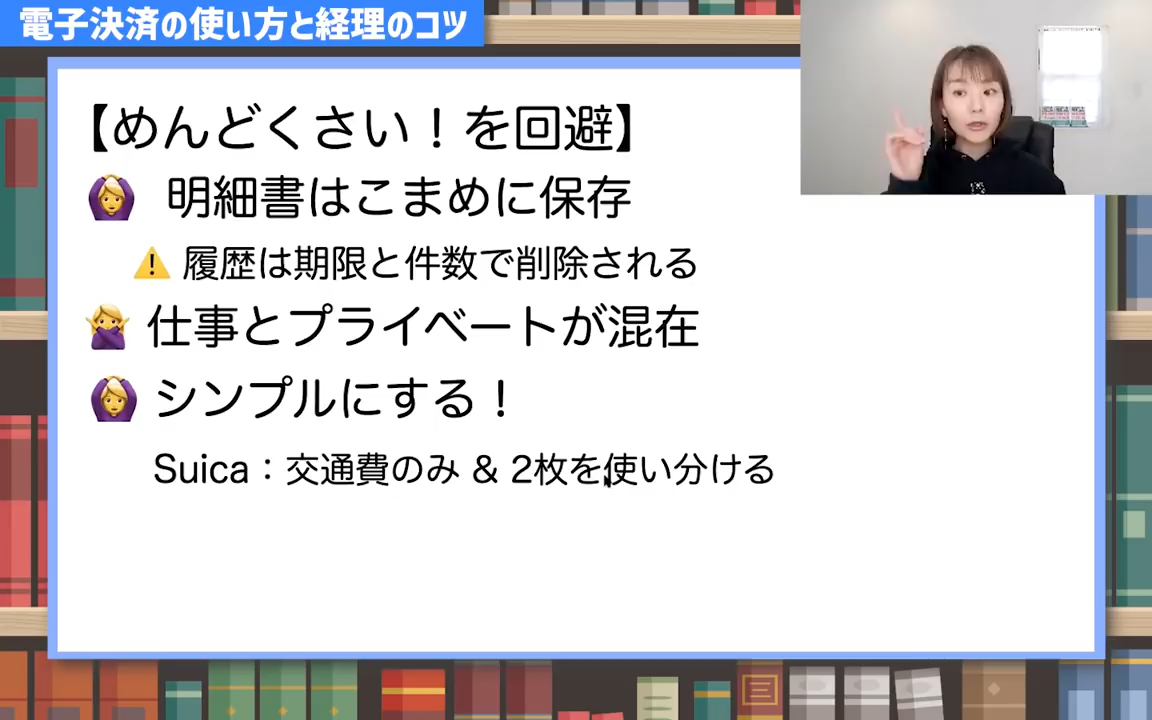 電子決済の使い方と経理のコツ
【めんどくさい！を回避】
🙆‍♀️ 明細書はこまめに保存
⚠️ 履歴は期限と件数で削除される
🙅‍♀️ 仕事とプライベートが混在
🙆‍♀️ シンプルにする！
Suica：交通費のみ & 2枚を使い分ける